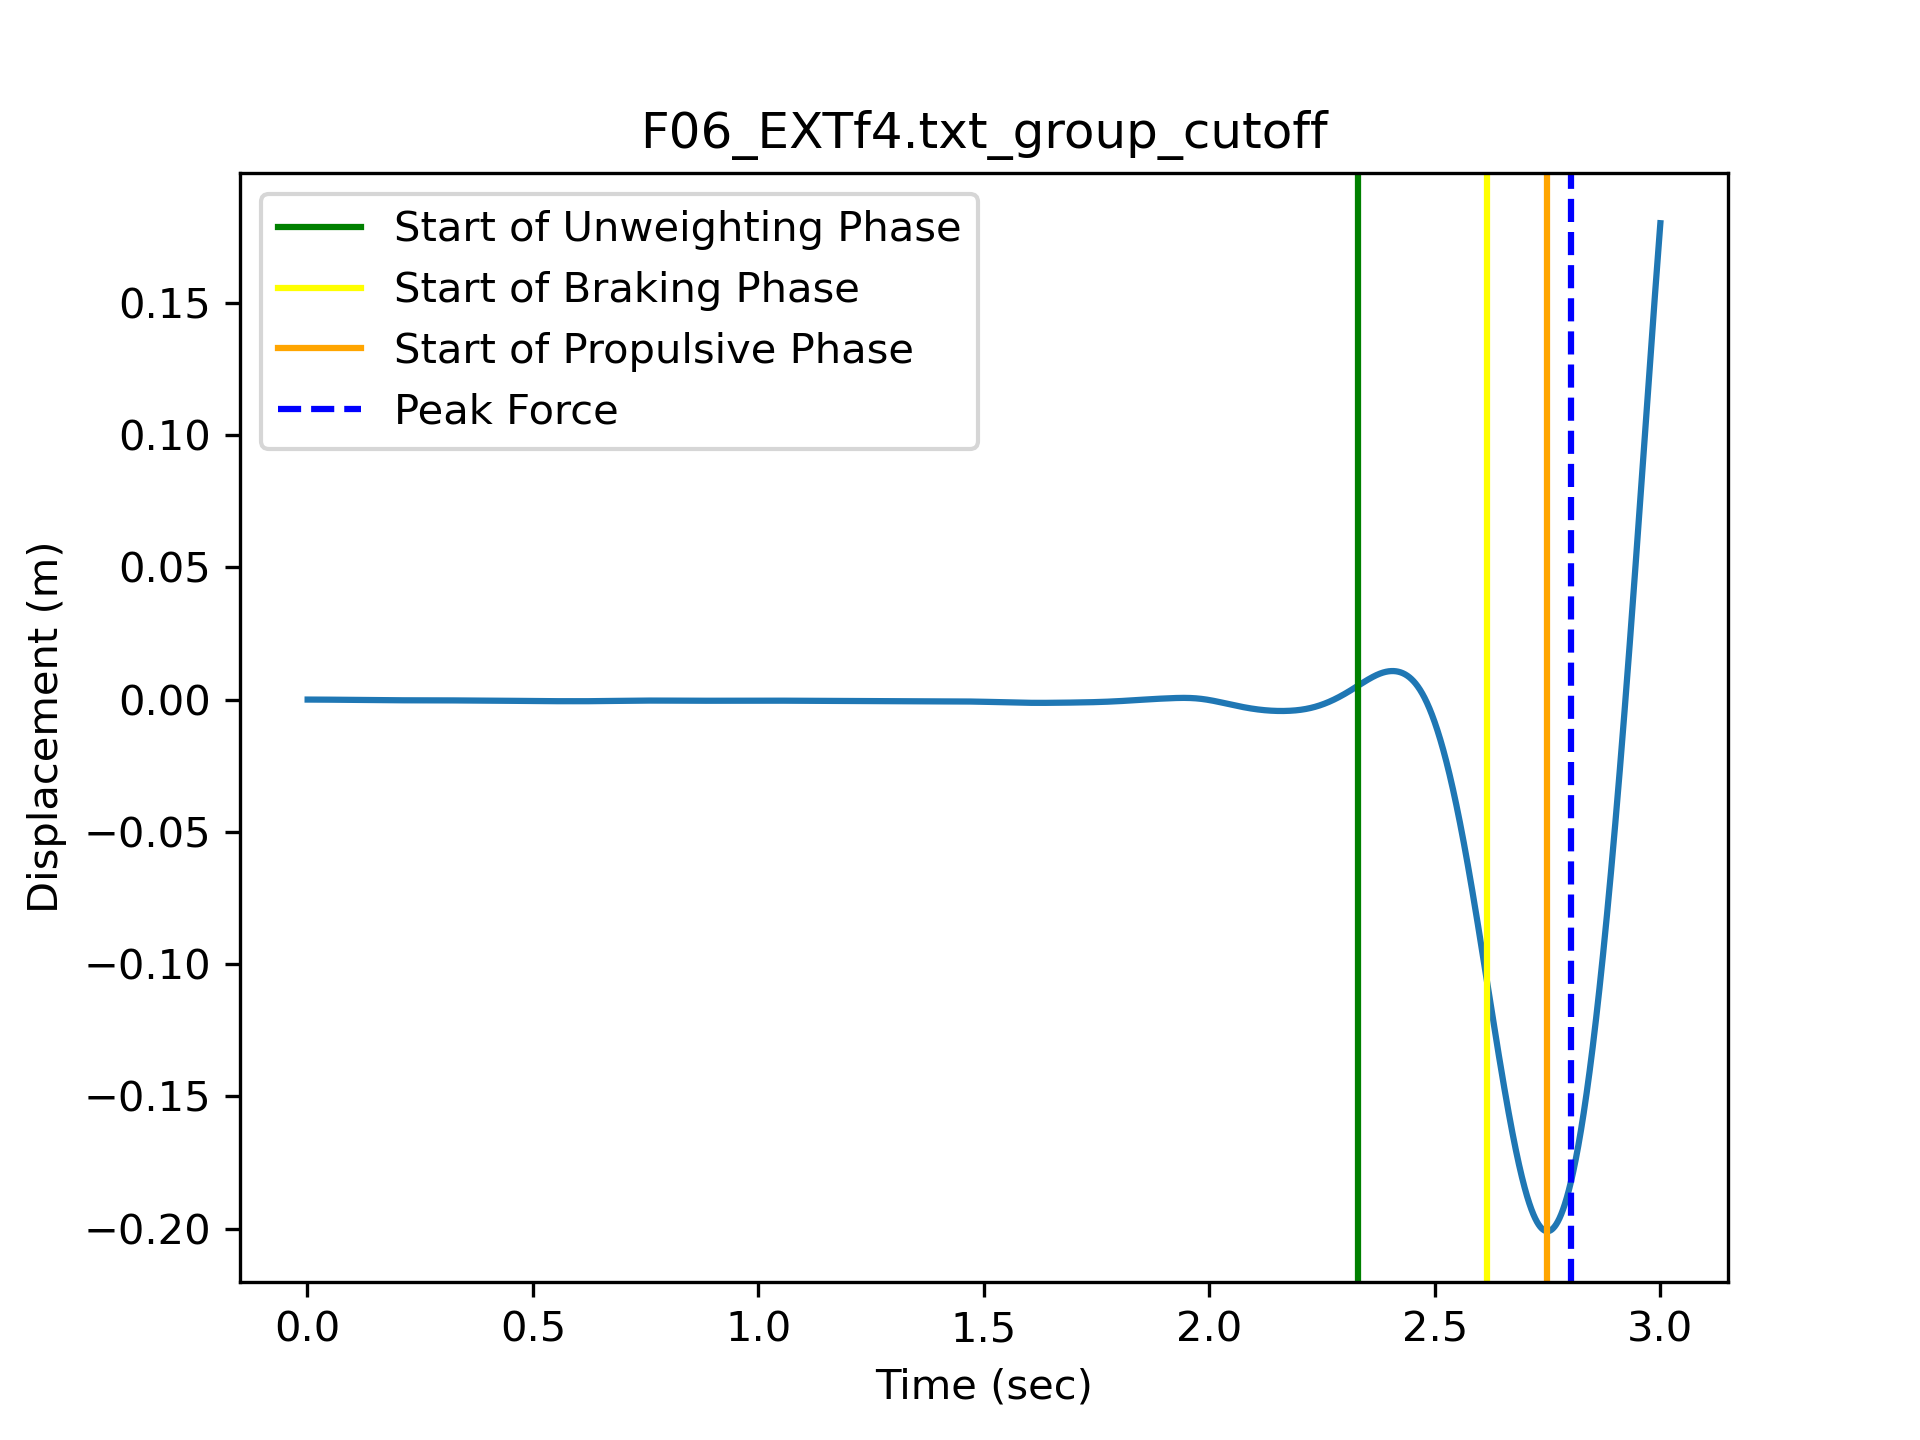 F06_EXTf4.txt_group_cutoff
Start of Unweighting Phase
Start of Braking Phase
Start of Propulsive Phase
Peak Force
Displacement (m)
0.15
0.10
0.05
0.00
−0.05
−0.10
−0.15
−0.20
0.0 0.5 1.0 1.5 2.0 2.5 3.0
Time (sec)